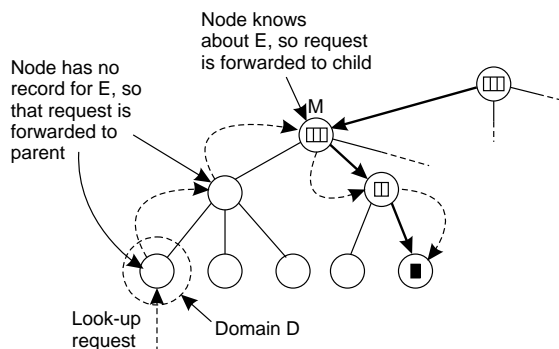 Node knows
about E, so request
is forwarded to child
Node has no
record for E, so
that request is
forwarded to
parent
M
Look-up
request
Domain D